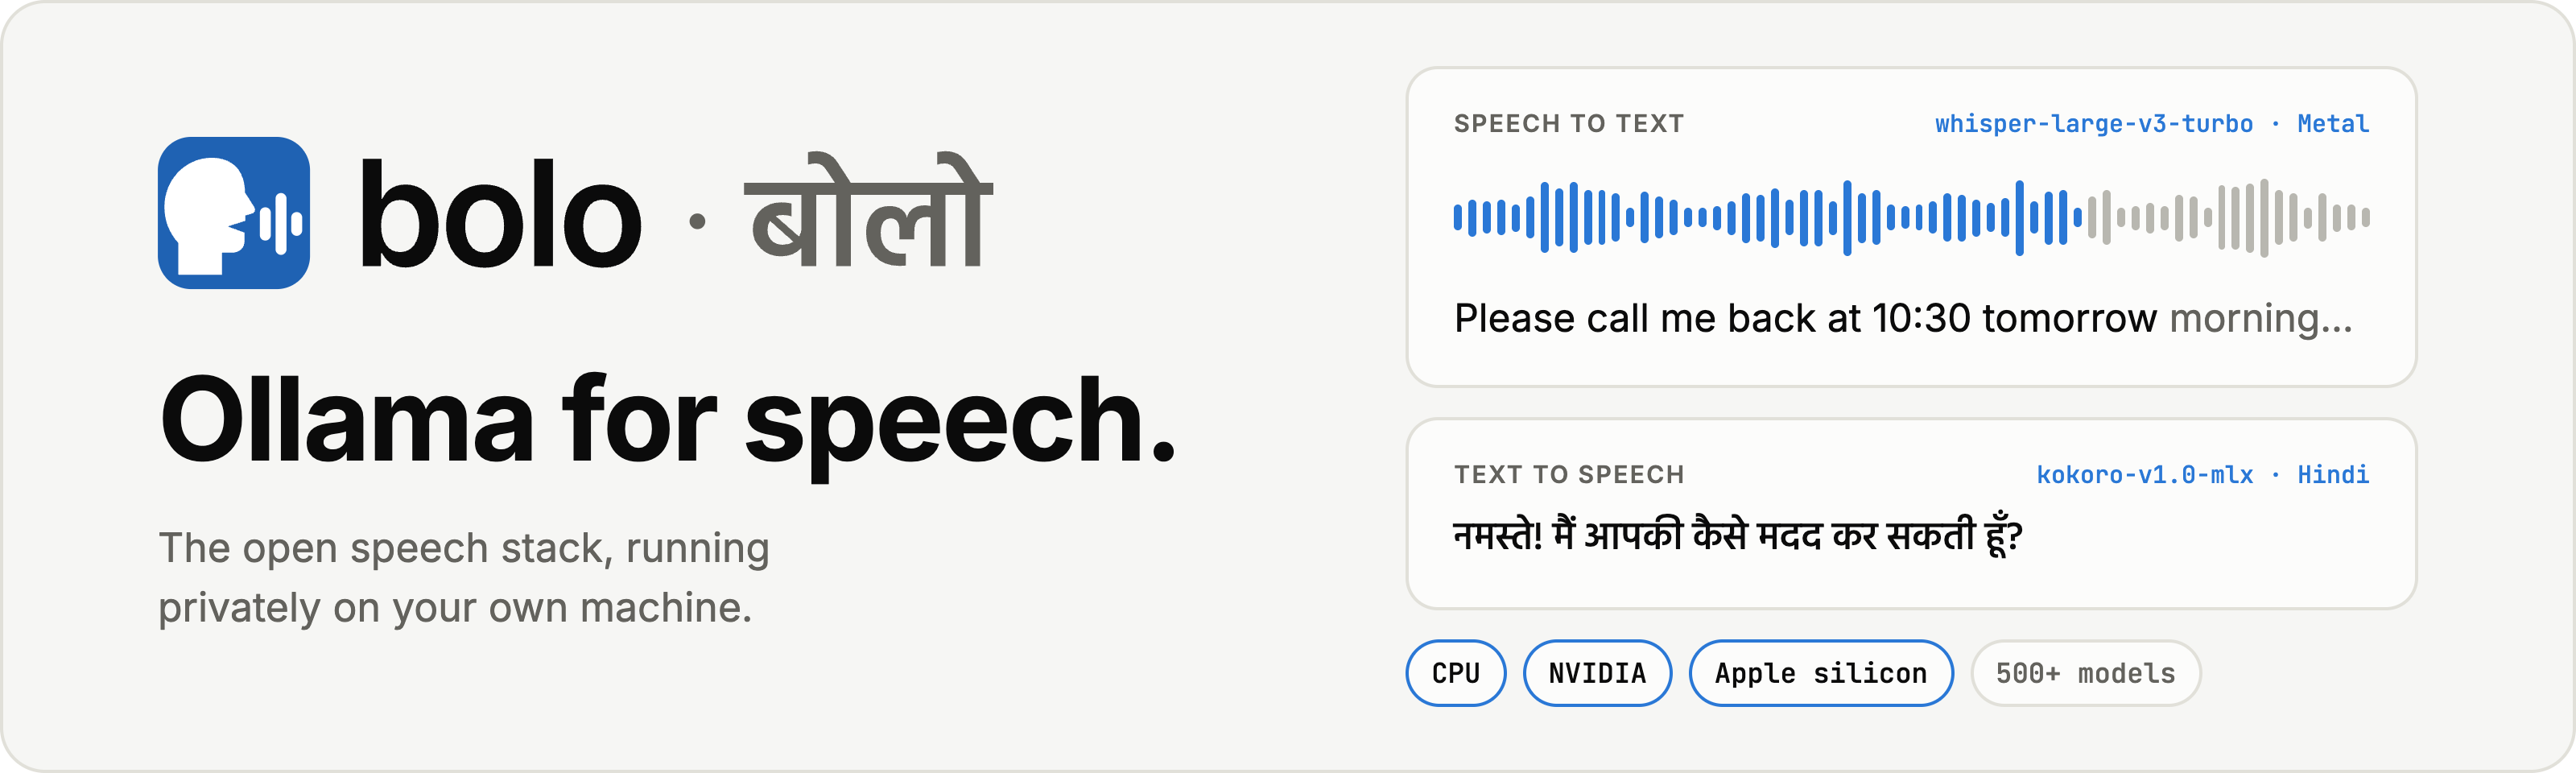 bolo · बोलो
Ollama for speech.
The open speech stack, running
privately on your own machine.
SPEECH TO TEXT
whisper-large-v3-turbo · Metal
Please call me back at 10:30 tomorrow morning...
TEXT TO SPEECH
kokoro-v1.0-mlx · Hindi
नमस्ते! मैं आपकी कैसे मदद कर सकती हूँ?
CPU
NVIDIA
Apple silicon
500+ models